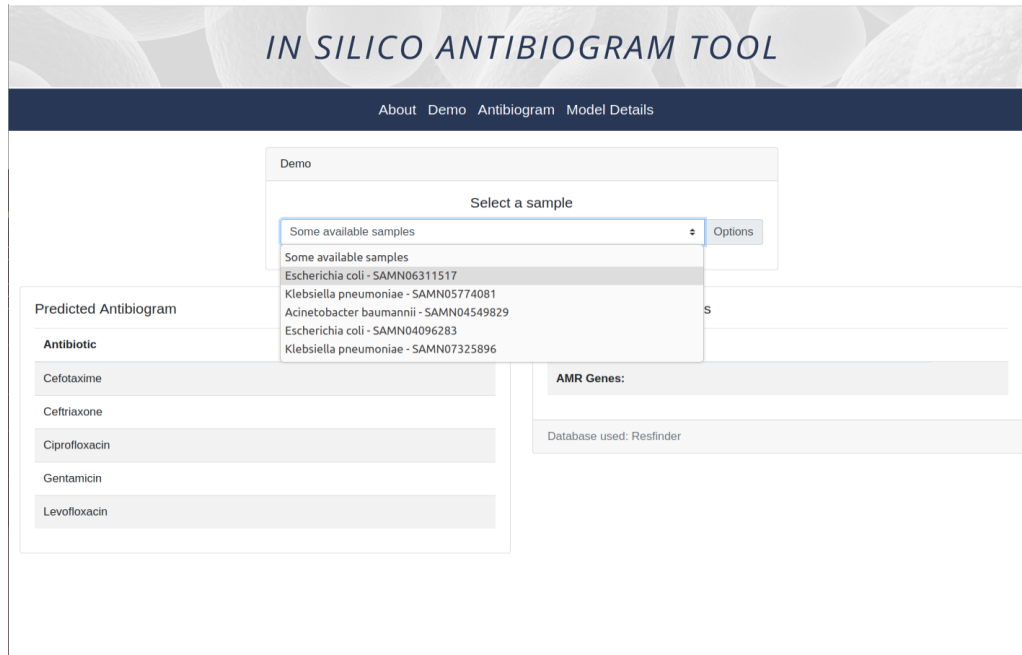 IN SILICO ANTIBIOGRAM TOOL
About Demo Antibiogram Model Details
Demo
Select a sample
Some available samples
Options
Some available samples
Escherichia coli - SAMN06311517
Klebsiella pneumoniae - SAMN05774081
Acinetobacter baumannii - SAMN04549829
Escherichia coli - SAMN04096283
Klebsiella pneumoniae - SAMN07325896
Predicted Antibiogram
Antibiotic
Cefotaxime
Ceftriaxone
Ciprofloxacin
Gentamicin
Levofloxacin
s
AMR Genes:
Database used: Resfinder